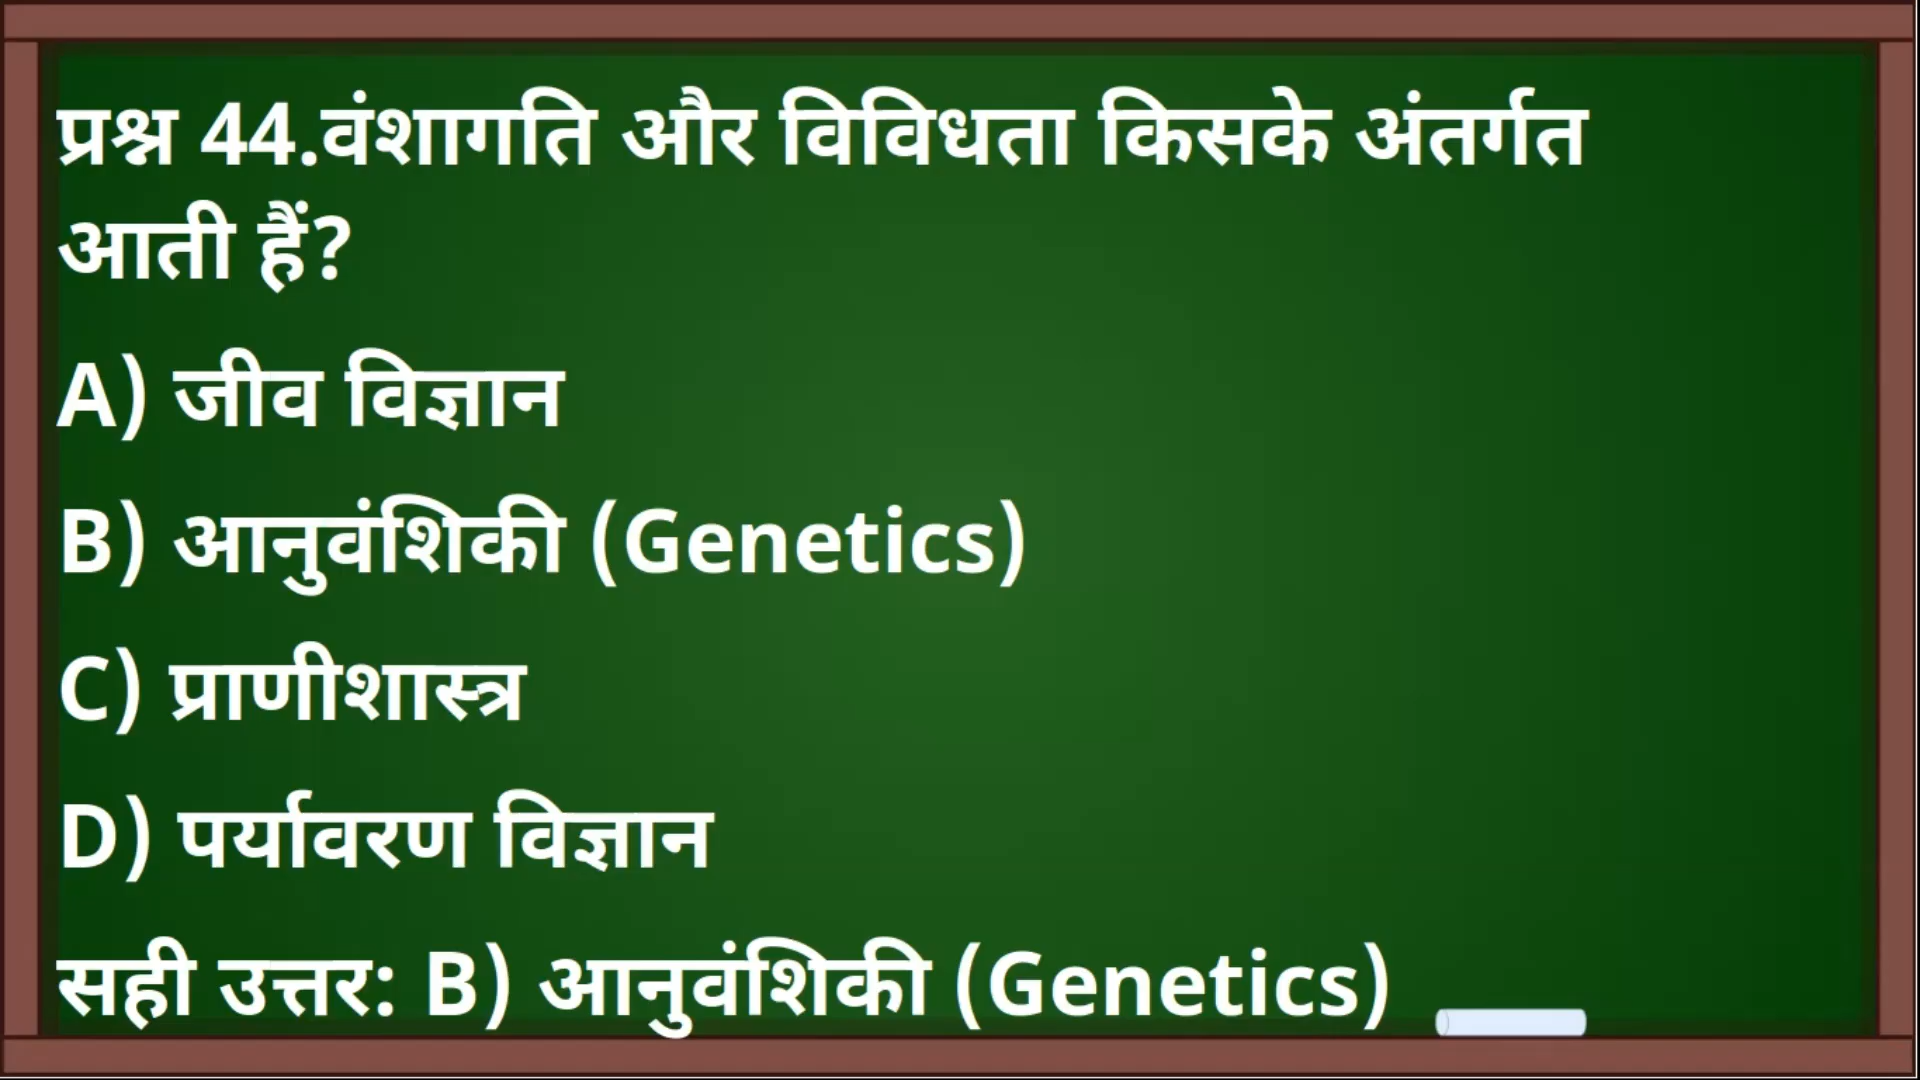 प्रश्न 44.वंशागति और विविधता किसके अंतर्गत
आती हैं?
A) जीव विज्ञान
B) आनुवंशिकी (Genetics)
C) प्राणीशास्त्र
D) पर्यावरण विज्ञान
सही उत्तर: B) आनुवंशिकी (Genetics)